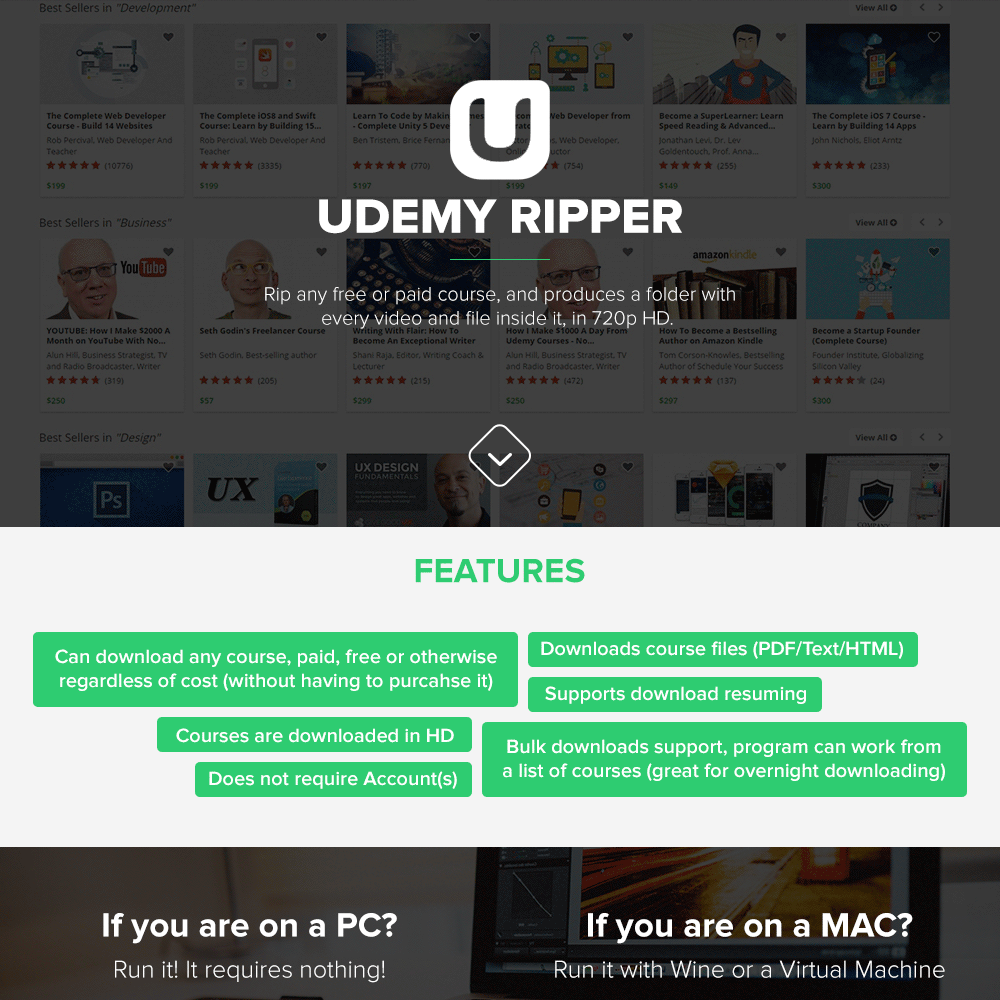 Best Sellers in "Development"
View All
The Complete Web Developer
Course - Build 14 Websites
Rob Percival, Web Developer And
Teacher
(10776)
$199
The Complete iOS8 and Swift
Course: Learn by Building 15...
Rob Percival, Web Developer And
Teacher
(3335)
$199
Learn To Code by Making
- Complete Unity 5 Deve
Ben Tristem, Brice Fernan
(770)
$197
Web Developer from
Web Developer,
(754)
$199
Become a SuperLearner: Learn
Speed Reading & Advanced...
Jonathan Levi, Dr. Lev
Goldentouch, Prof. Anna...
(255)
$149
The Complete iOS 7 Course -
Learn by Building 14 Apps
John Nichols, Eliot Arntz
(233)
$300
U
UDEMY RIPPER
Rip any free or paid course, and produces a folder with
every video and file inside it, in 720p HD.
Best Sellers in "Business"
View All
YouTube
YOUTUBE: How I Make $2000 A
Month on YouTube With No...
Alun Hill, Business Strategist, TV
and Radio Broadcaster, Writer
(319)
$250
Seth Godin's Freelancer Course
Seth Godin, Best-selling author
(205)
$57
Writing With Flair: How To
Become An Exceptional Writer
Shani Raja, Editor, Writing Coach &
Lecturer
(215)
$299
How I Make $1000 A Day From
Udemy Courses - No...
Alun Hill, Business Strategist, TV
and Radio Broadcaster, Writer
(472)
$250
amazonkindle
How To Become a Bestselling
Author on Amazon Kindle
Tom Corson-Knowles, Bestselling
Author of Schedule Your Success
(137)
$297
Become a Startup Founder
(Complete Course)
Founder Institute, Globalizing
Silicon Valley
(24)
$300
Best Sellers in "Design"
View All
Ps
UX
UX DESIGN
FUNDAMENTALS
COMPANY
FEATURES
Can download any course, paid, free or otherwise
regardless of cost (without having to purcahse it)
Downloads course files (PDF/Text/HTML)
Supports download resuming
Courses are downloaded in HD
Does not require Account(s)
Bulk downloads support, program can work from
a list of courses (great for overnight downloading)
If you are on a PC?
Run it! It requires nothing!
If you are on a MAC?
Run it with Wine or a Virtual Machine